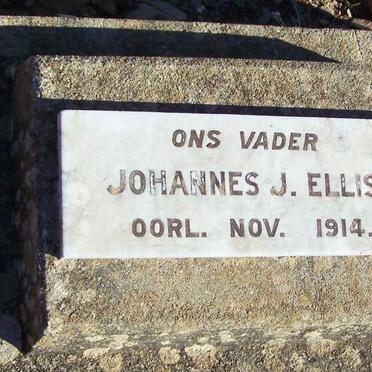 ONS VADER
JOHANNES J. ELLIS
OORL. NOV. 1914.